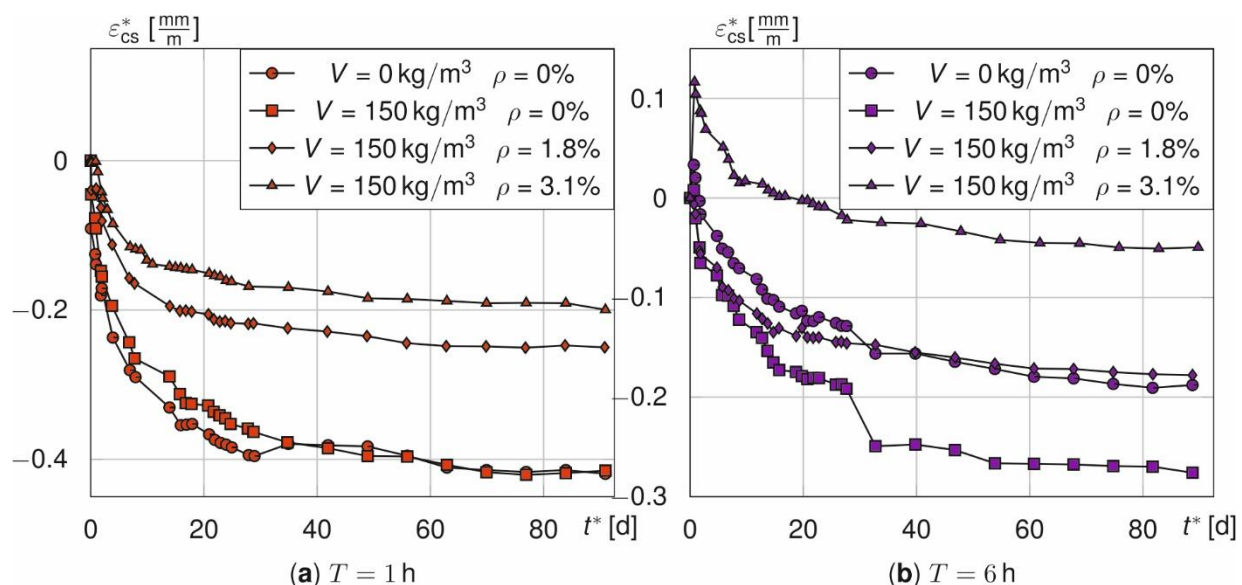 ε*cs [mm/m]
V = 0 kg/m³ ρ = 0%
V = 150 kg/m³ ρ = 0%
V = 150 kg/m³ ρ = 1.8%
V = 150 kg/m³ ρ = 3.1%
0
−0.2
−0.4
0 20 40 60 80 t* [d]
(a) T = 1 h
ε*cs[mm/m]
V = 0 kg/m³ ρ = 0%
V = 150 kg/m³ ρ = 0%
V = 150 kg/m³ ρ = 1.8%
V = 150 kg/m³ ρ = 3.1%
0.1
0
−0.1
−0.2
−0.3
0 20 40 60 80 t* [d]
(b) T = 6 h